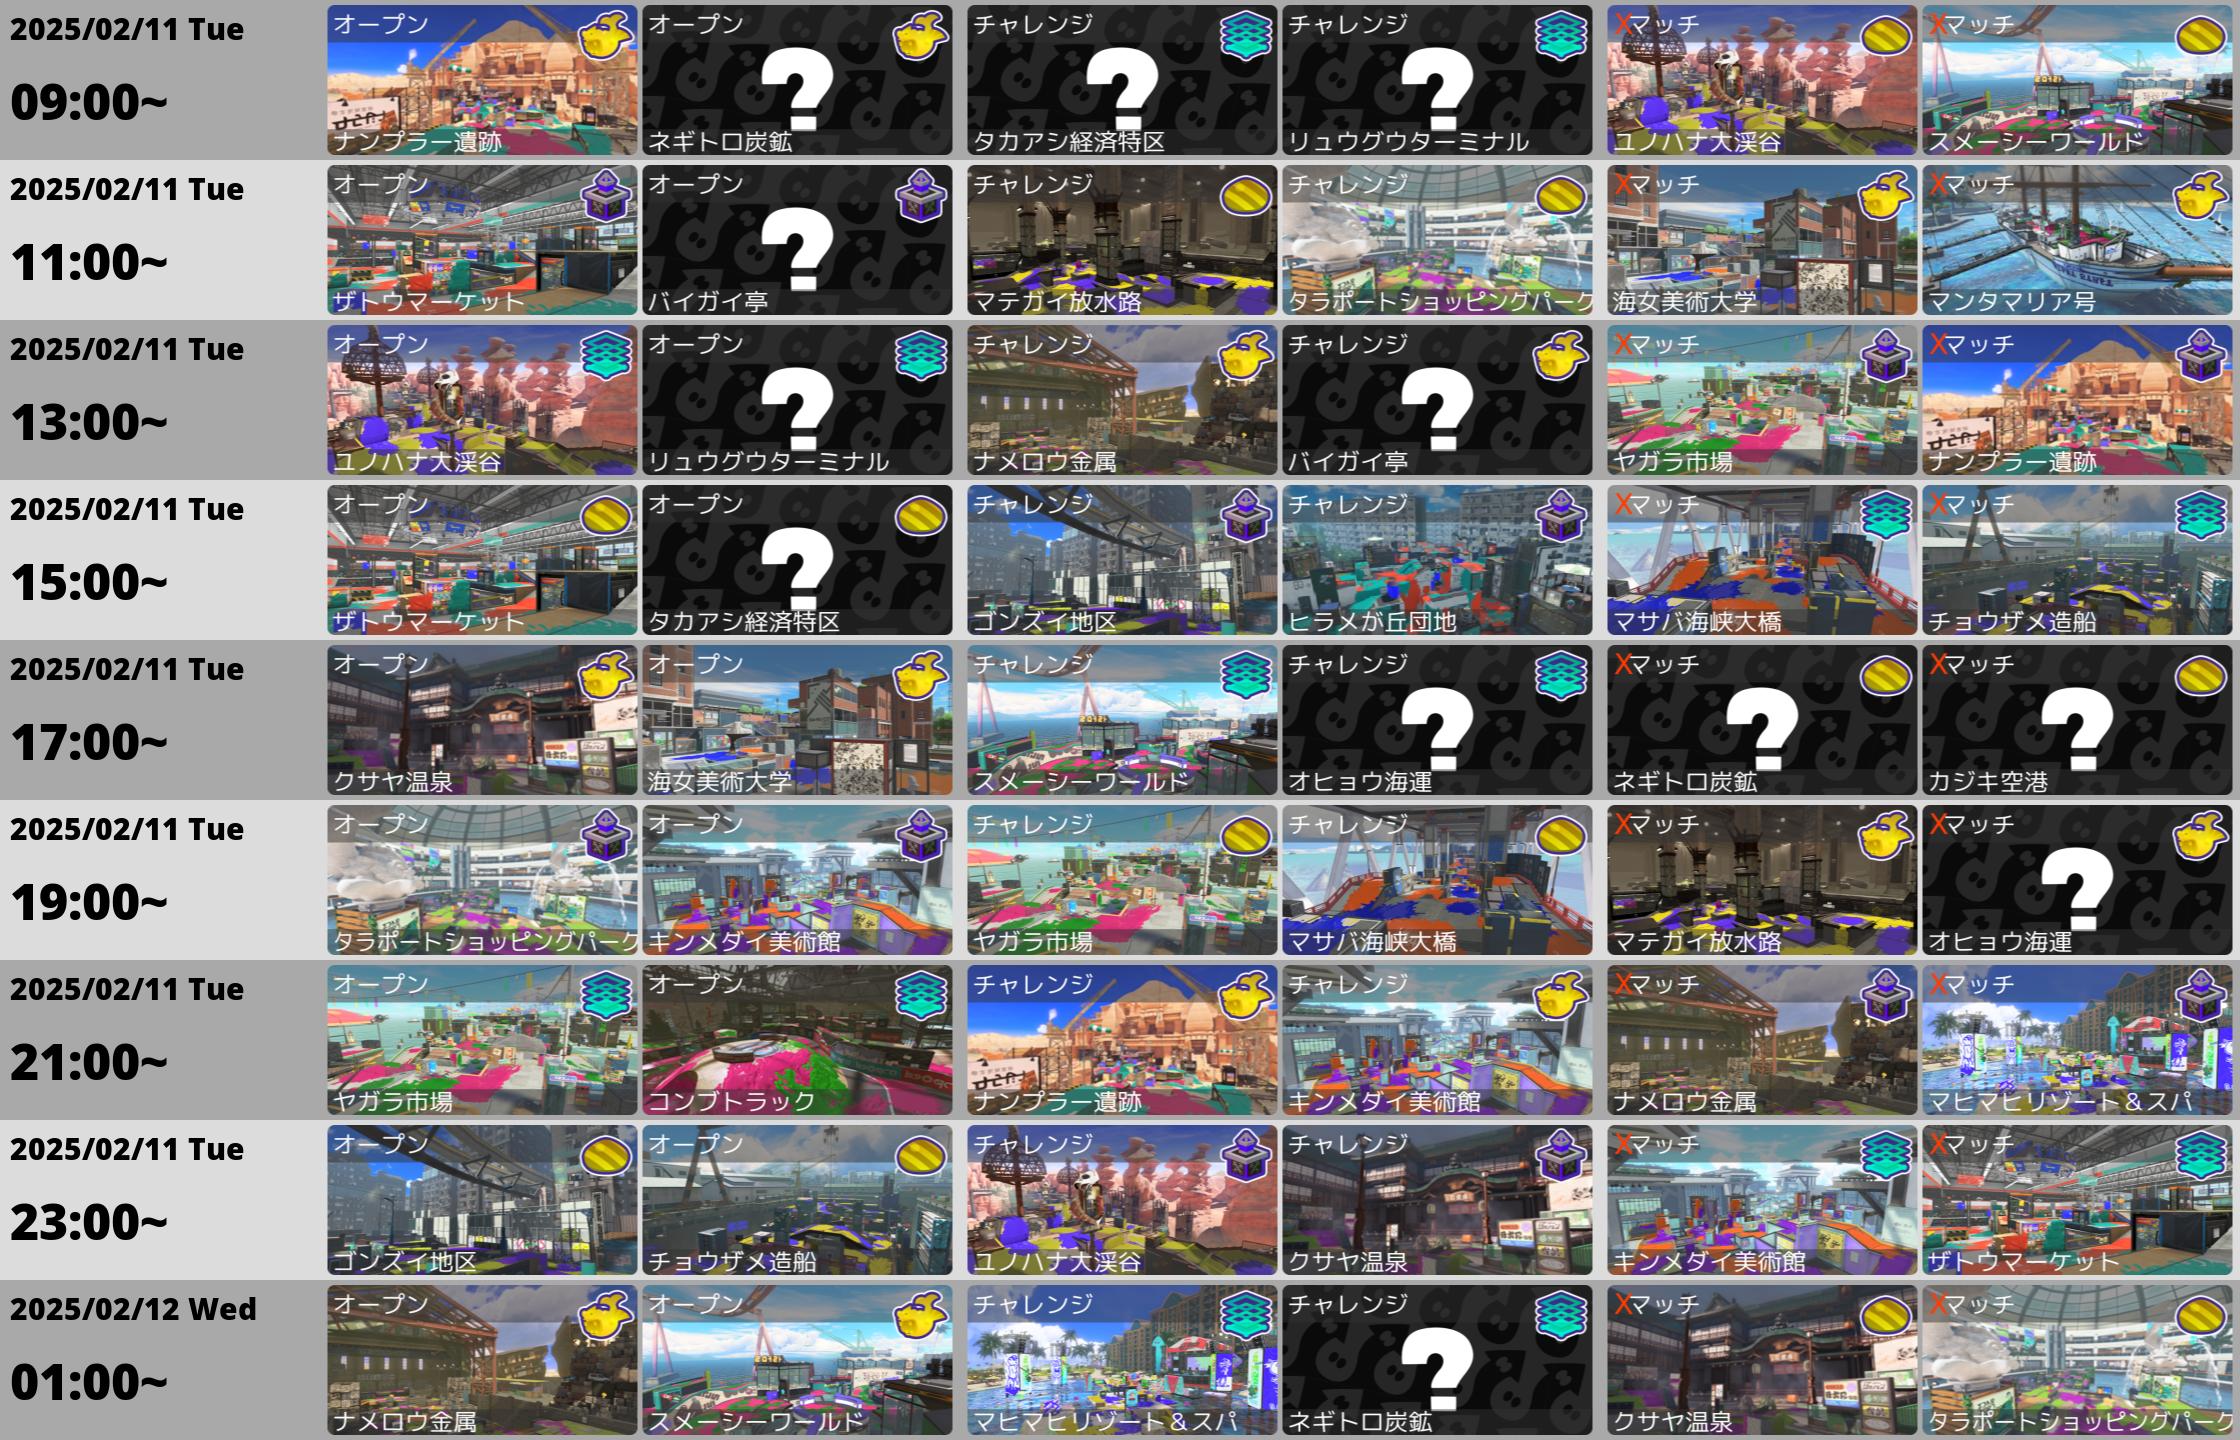 2025/02/11 Tue
09:00~
オープン
ナンプラー遺跡
オープン
ネギトロ炭鉱
チャレンジ
タカアシ経済特区
チャレンジ
リュウグウターミナル
Xマッチ
ユノハナ大渓谷
Xマッチ
スメーシーワールド
2025/02/11 Tue
11:00~
オープン
ザトウマーケット
オープン
バイガイ亭
チャレンジ
マテガイ放水路
チャレンジ
タラポートショッピングパーク
Xマッチ
海女美術大学
Xマッチ
マンタマリア号
2025/02/11 Tue
13:00~
オープン
ユノハナ大渓谷
オープン
リュウグウターミナル
チャレンジ
ナメロウ金属
チャレンジ
バイガイ亭
Xマッチ
ヤガラ市場
Xマッチ
ナンプラー遺跡
2025/02/11 Tue
15:00~
オープン
ザトウマーケット
オープン
タカアシ経済特区
チャレンジ
ゴンズイ地区
チャレンジ
ヒラメが丘団地
Xマッチ
マサバ海峡大橋
Xマッチ
チョウザメ造船
2025/02/11 Tue
17:00~
オープン
クサヤ温泉
オープン
海女美術大学
チャレンジ
スメーシーワールド
チャレンジ
オヒョウ海運
Xマッチ
ネギトロ炭鉱
Xマッチ
カジキ空港
2025/02/11 Tue
19:00~
オープン
タラポートショッピングパーク
オープン
キンメダイ美術館
チャレンジ
ヤガラ市場
チャレンジ
マサバ海峡大橋
Xマッチ
マテガイ放水路
Xマッチ
オヒョウ海運
2025/02/11 Tue
21:00~
オープン
ヤガラ市場
オープン
コンブトラック
チャレンジ
ナンプラー遺跡
チャレンジ
キンメダイ美術館
Xマッチ
ナメロウ金属
Xマッチ
マヒマヒリゾート＆スパ
2025/02/11 Tue
23:00~
オープン
ゴンズイ地区
オープン
チョウザメ造船
チャレンジ
ユノハナ大渓谷
チャレンジ
クサヤ温泉
Xマッチ
キンメダイ美術館
Xマッチ
ザトウマーケット
2025/02/12 Wed
01:00~
オープン
ナメロウ金属
オープン
スメーシーワールド
チャレンジ
マヒマヒリゾート＆スパ
チャレンジ
ネギトロ炭鉱
Xマッチ
クサヤ温泉
Xマッチ
タラポートショッピングパーク